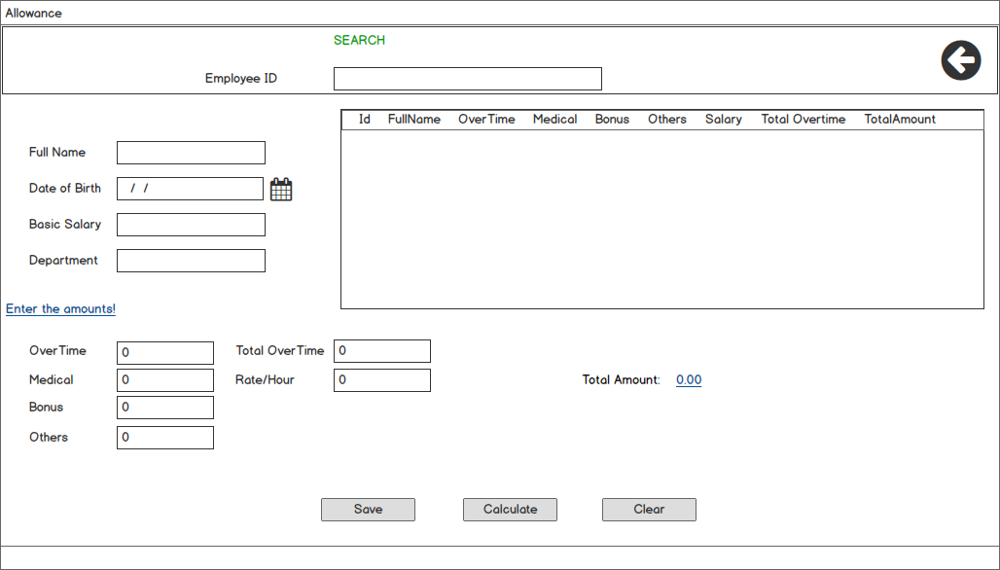 Allowance
SEARCH
Employee ID
Id FullName OverTime Medical Bonus Others Salary Total Overtime TotalAmount
Full Name
Date of Birth / /
Basic Salary
Department
Enter the amounts!
OverTime 0 Total OverTime 0
Medical 0 Rate/Hour 0 Total Amount: 0.00
Bonus 0
Others 0
Save Calculate Clear